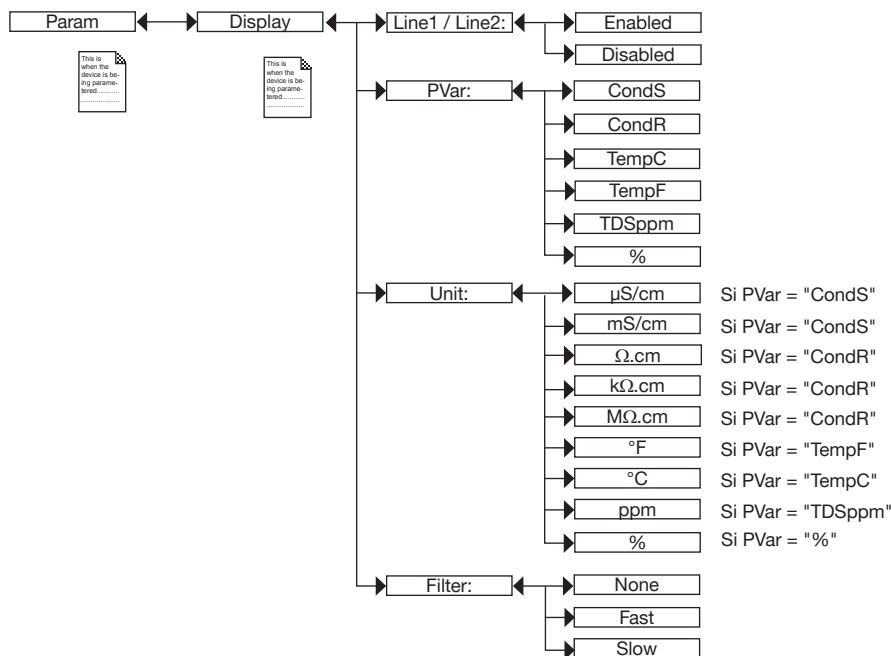 Param
Display
Line1 / Line2:
Enabled
Disabled
This is
when the
device is be-
ing parame-
tered............
......................
This is
when the
device is be-
ing parame-
tered............
......................
PVar:
CondS
CondR
TempC
TempF
TDSppm
%
Unit:
µS/cm Si PVar = "CondS"
mS/cm Si PVar = "CondS"
Ω.cm Si PVar = "CondR"
kΩ.cm Si PVar = "CondR"
MΩ.cm Si PVar = "CondR"
°F Si PVar = "TempF"
°C Si PVar = "TempC"
ppm Si PVar = "TDSppm"
% Si PVar = "%"
Filter:
None
Fast
Slow